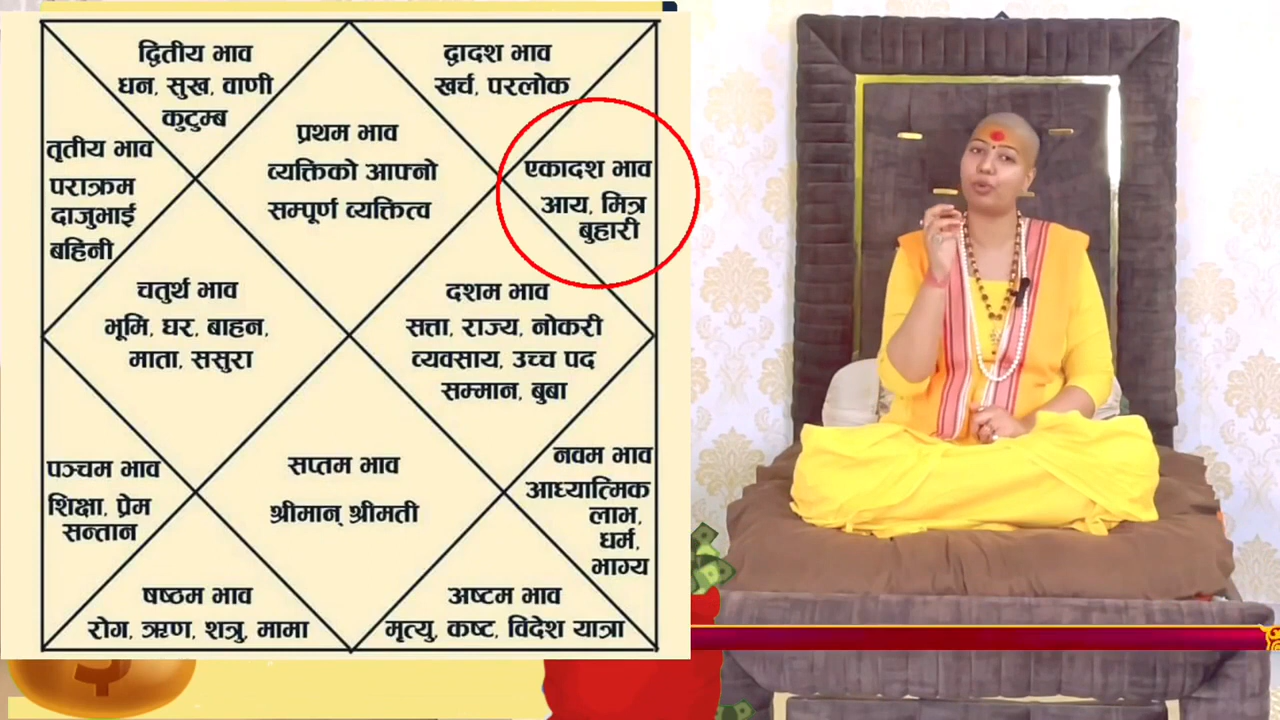 द्वितीय भाव
धन, सुख, वाणी
कुटुम्ब
द्वादश भाव
खर्च, परलोक
प्रथम भाव
व्यक्तिको आफ्नो
सम्पूर्ण व्यक्तित्व
तृतीय भाव
पराक्रम
दाजुभाई
बहिनी
एकादश भाव
आय, मित्र
बुहारी
चतुर्थ भाव
भूमि, घर, बाहन,
माता, ससुरा
दशम भाव
सत्ता, राज्य, नोकरी
व्यवसाय, उच्च पद
सम्मान, बुबा
पञ्चम भाव
शिक्षा, प्रेम
सन्तान
सप्तम भाव
श्रीमान् श्रीमती
नवम भाव
आध्यात्मिक
लाभ,
धर्म,
भाग्य
षष्ठम भाव
रोग, ऋण, शत्रु, मामा
अष्टम भाव
मृत्यु, कष्ट, विदेश यात्रा